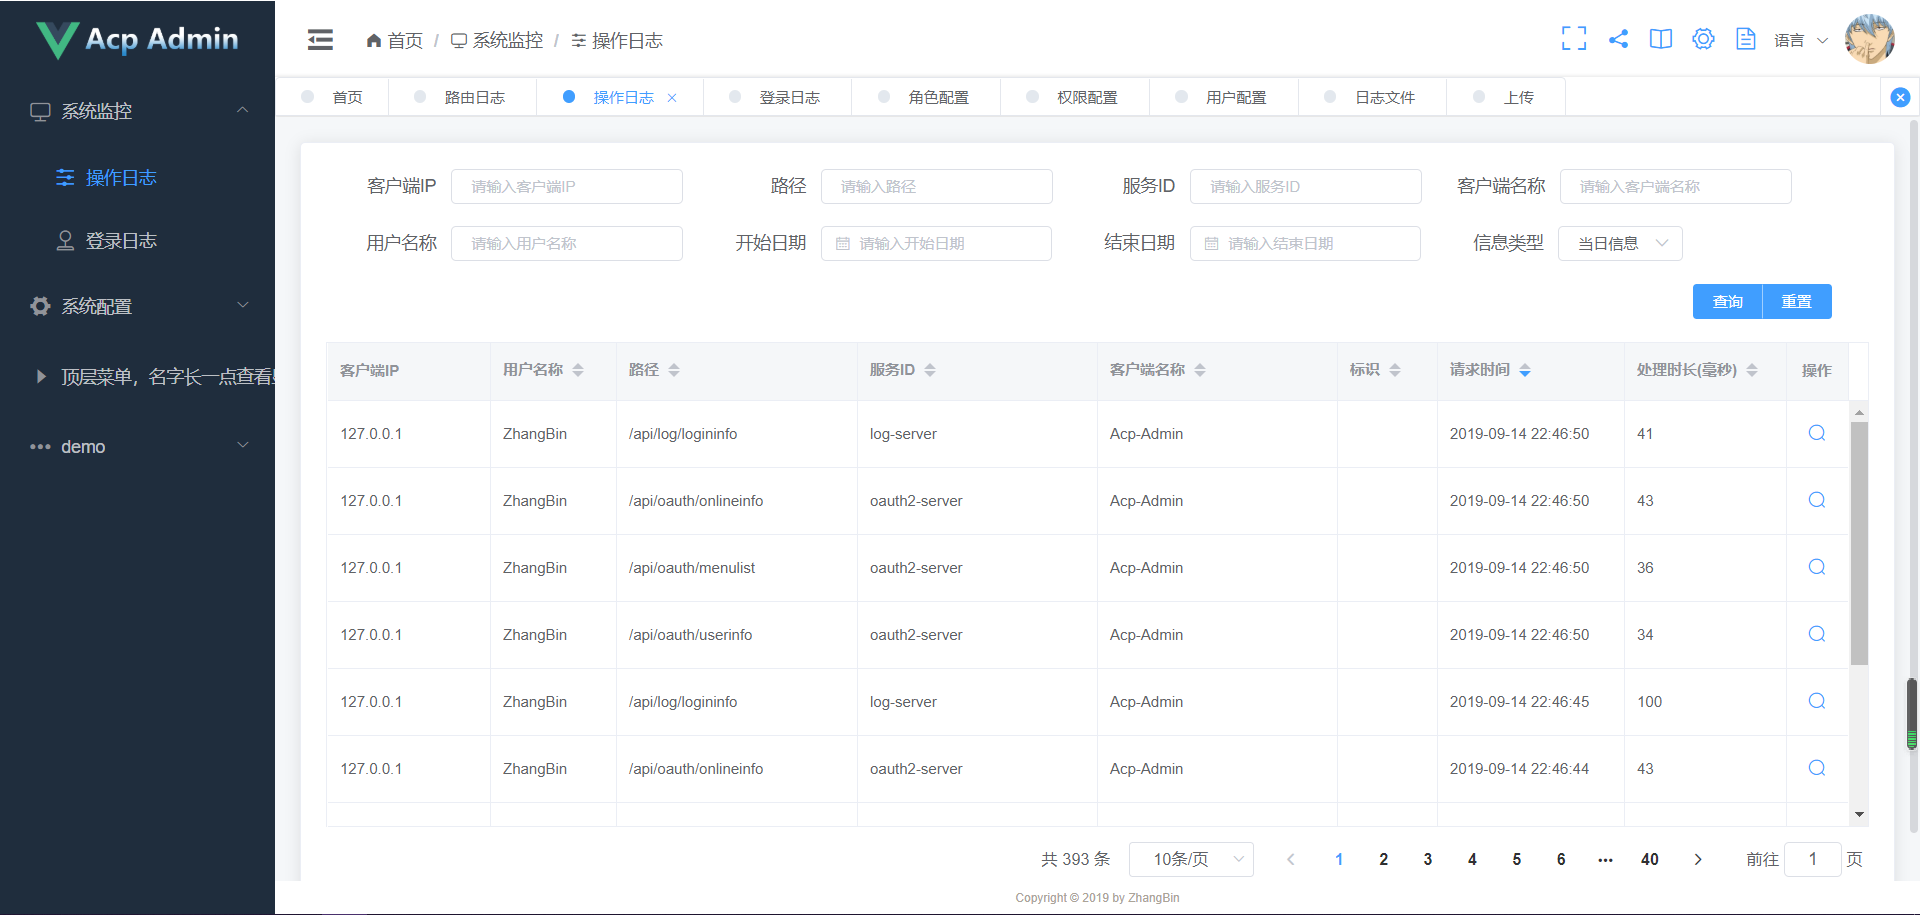 Acp Admin
首页 / 系统监控 / 操作日志
语言
系统监控
操作日志
登录日志
系统配置
顶层菜单，名字长一点查看
demo
首页 路由日志 操作日志 登录日志 角色配置 权限配置 用户配置 日志文件 上传
客户端IP 请输入客户端IP 路径 请输入路径 服务ID 请输入服务ID 客户端名称 请输入客户端名称
用户名称 请输入用户名称 开始日期 请输入开始日期 结束日期 请输入结束日期 信息类型 当日信息
查询 重置
客户端IP 用户名称 路径 服务ID 客户端名称 标识 请求时间 处理时长(毫秒) 操作
127.0.0.1 ZhangBin /api/log/logininfo log-server Acp-Admin 2019-09-14 22:46:50 41
127.0.0.1 ZhangBin /api/oauth/onlineinfo oauth2-server Acp-Admin 2019-09-14 22:46:50 43
127.0.0.1 ZhangBin /api/oauth/menulist oauth2-server Acp-Admin 2019-09-14 22:46:50 36
127.0.0.1 ZhangBin /api/oauth/userinfo oauth2-server Acp-Admin 2019-09-14 22:46:50 34
127.0.0.1 ZhangBin /api/log/logininfo log-server Acp-Admin 2019-09-14 22:46:45 100
127.0.0.1 ZhangBin /api/oauth/onlineinfo oauth2-server Acp-Admin 2019-09-14 22:46:44 43
共 393 条 10条/页 1 2 3 4 5 6 ••• 40 前往 1 页
Copyright © 2019 by ZhangBin